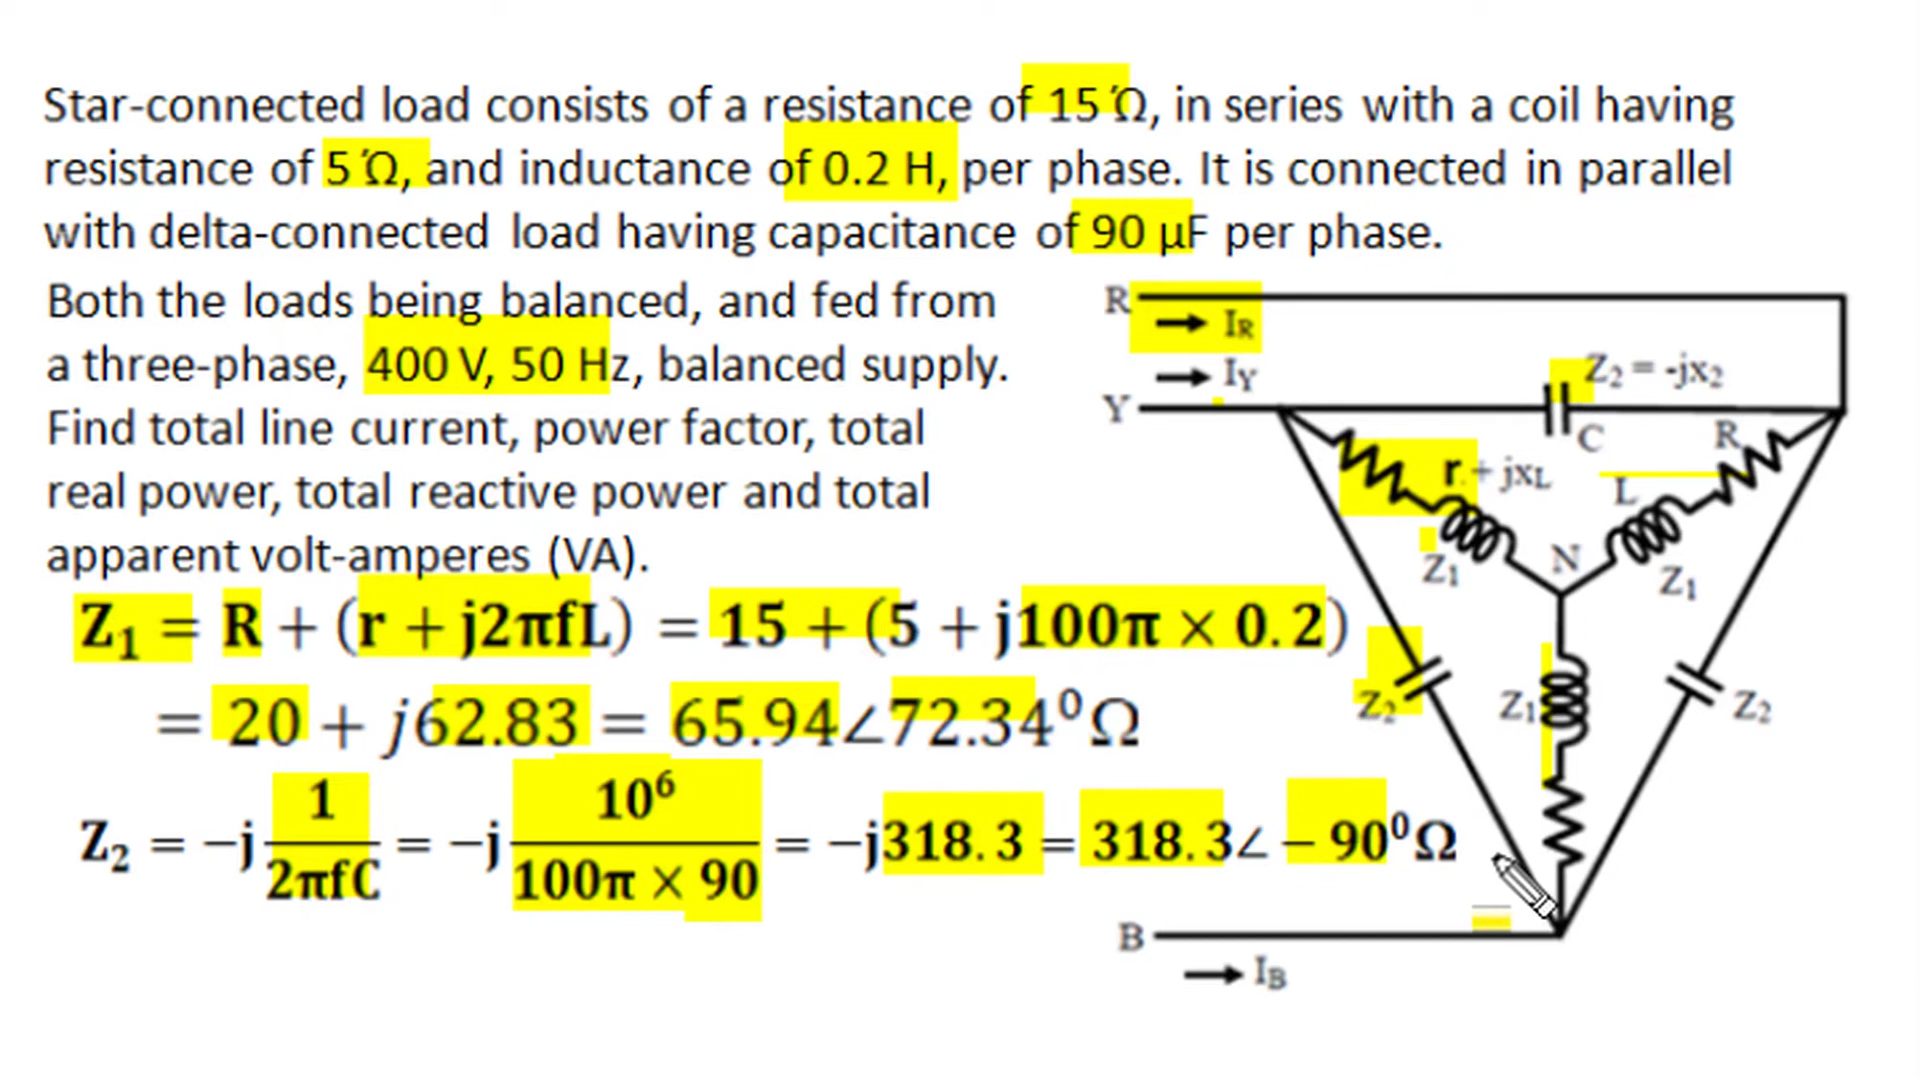 Star-connected load consists of a resistance of 15 Ω, in series with a coil having
resistance of 5 Ω, and inductance of 0.2 H, per phase. It is connected in parallel
with delta-connected load having capacitance of 90 μF per phase.
Both the loads being balanced, and fed from
a three-phase, 400 V, 50 Hz, balanced supply.
Find total line current, power factor, total
real power, total reactive power and total
apparent volt-amperes (VA).
Z₁ = R + (r + j2πfL) = 15 + (5 + j100π × 0.2)
= 20 + j62.83 = 65.94∠72.34⁰Ω
Z₂ = −j 1/2πfC = −j 10⁶/100π × 90 = −j318.3 = 318.3∠ − 90⁰Ω
R
I_R
I_Y
Y
Z₂ = -jx₂
C
R
r + jx_L
L
Z₁
N
Z₁
Z₂
Z₁
Z₂
B
I_B